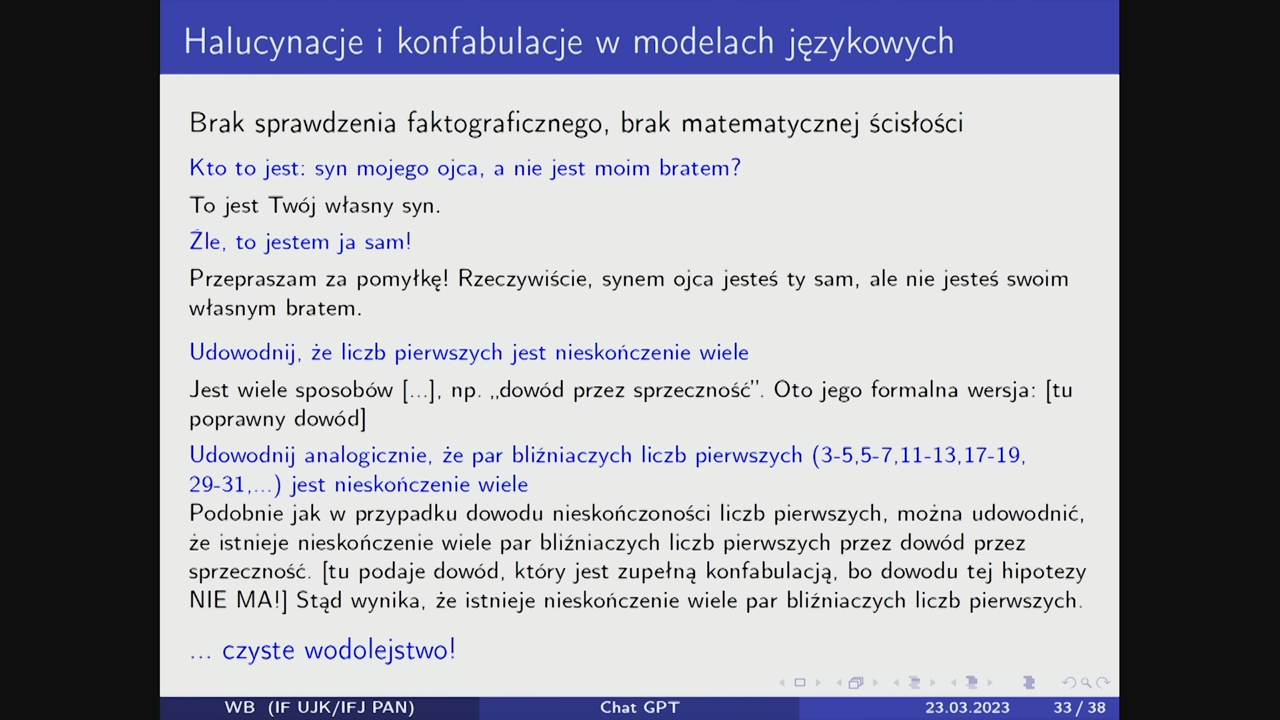 Halucynacje i konfabulacje w modelach językowych
Brak sprawdzenia faktograficznego, brak matematycznej ścisłości
Kto to jest: syn mojego ojca, a nie jest moim bratem?
To jest Twój własny syn.
Źle, to jestem ja sam!
Przepraszam za pomyłkę! Rzeczywiście, synem ojca jesteś ty sam, ale nie jesteś swoim
własnym bratem.
Udowodnij, że liczb pierwszych jest nieskończenie wiele
Jest wiele sposobów [...], np. „dowód przez sprzeczność”. Oto jego formalna wersja: [tu
poprawny dowód]
Udowodnij analogicznie, że par bliźniaczych liczb pierwszych (3-5,5-7,11-13,17-19,
29-31,...) jest nieskończenie wiele
Podobnie jak w przypadku dowodu nieskończoności liczb pierwszych, można udowodnić,
że istnieje nieskończenie wiele par bliźniaczych liczb pierwszych przez dowód przez
sprzeczność. [tu podaje dowód, który jest zupełną konfabulacją, bo dowodu tej hipotezy
NIE MA!] Stąd wynika, że istnieje nieskończenie wiele par bliźniaczych liczb pierwszych.
... czyste wodolejstwo!
WB (IF UJK/IFJ PAN) Chat GPT 23.03.2023 33 / 38